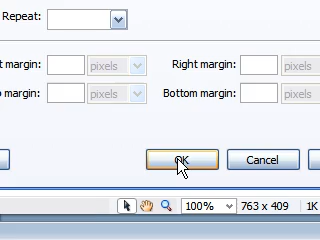 Repeat:
t margin: pixels Right margin: pixels
o margin: pixels Bottom margin: pixels
OK Cancel
100% 763 x 409 1K